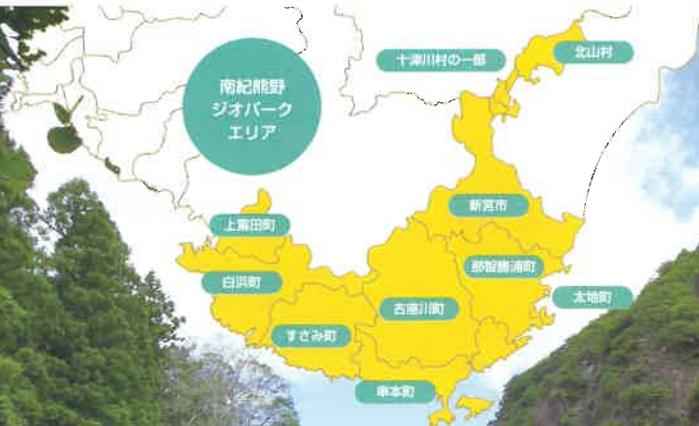 南紀熊野
ジオパーク
エリア
十津川村の一部
北山村
新宮市
上富田町
那智勝浦町
白浜町
太地町
古座川町
すさみ町
串本町